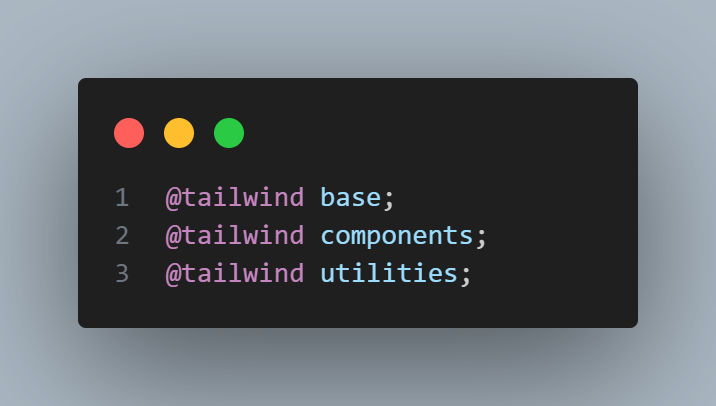 1 @tailwind base;
2 @tailwind components;
3 @tailwind utilities;